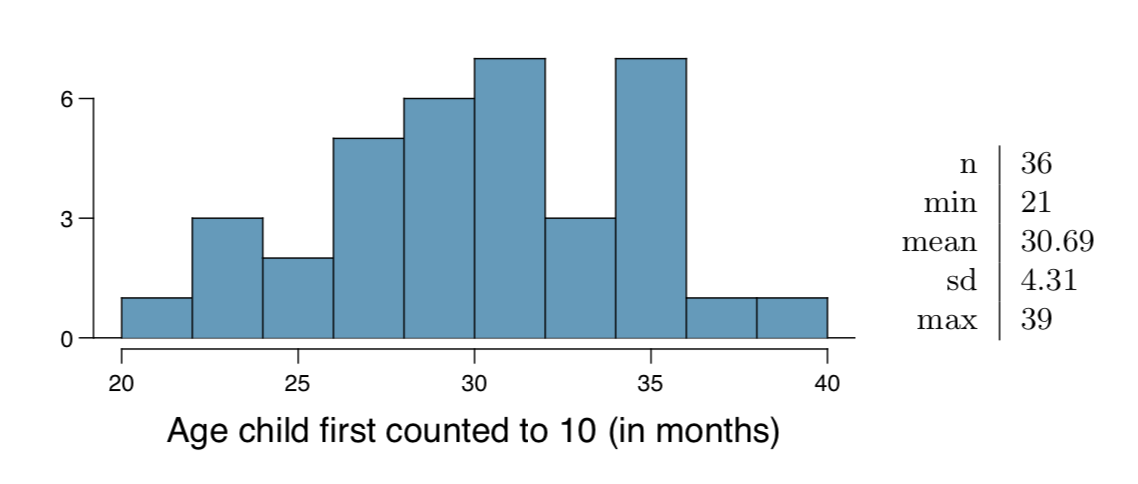 6
3
0
20 25 30 35 40
Age child first counted to 10 (in months)
n 36
min 21
mean 30.69
sd 4.31
max 39